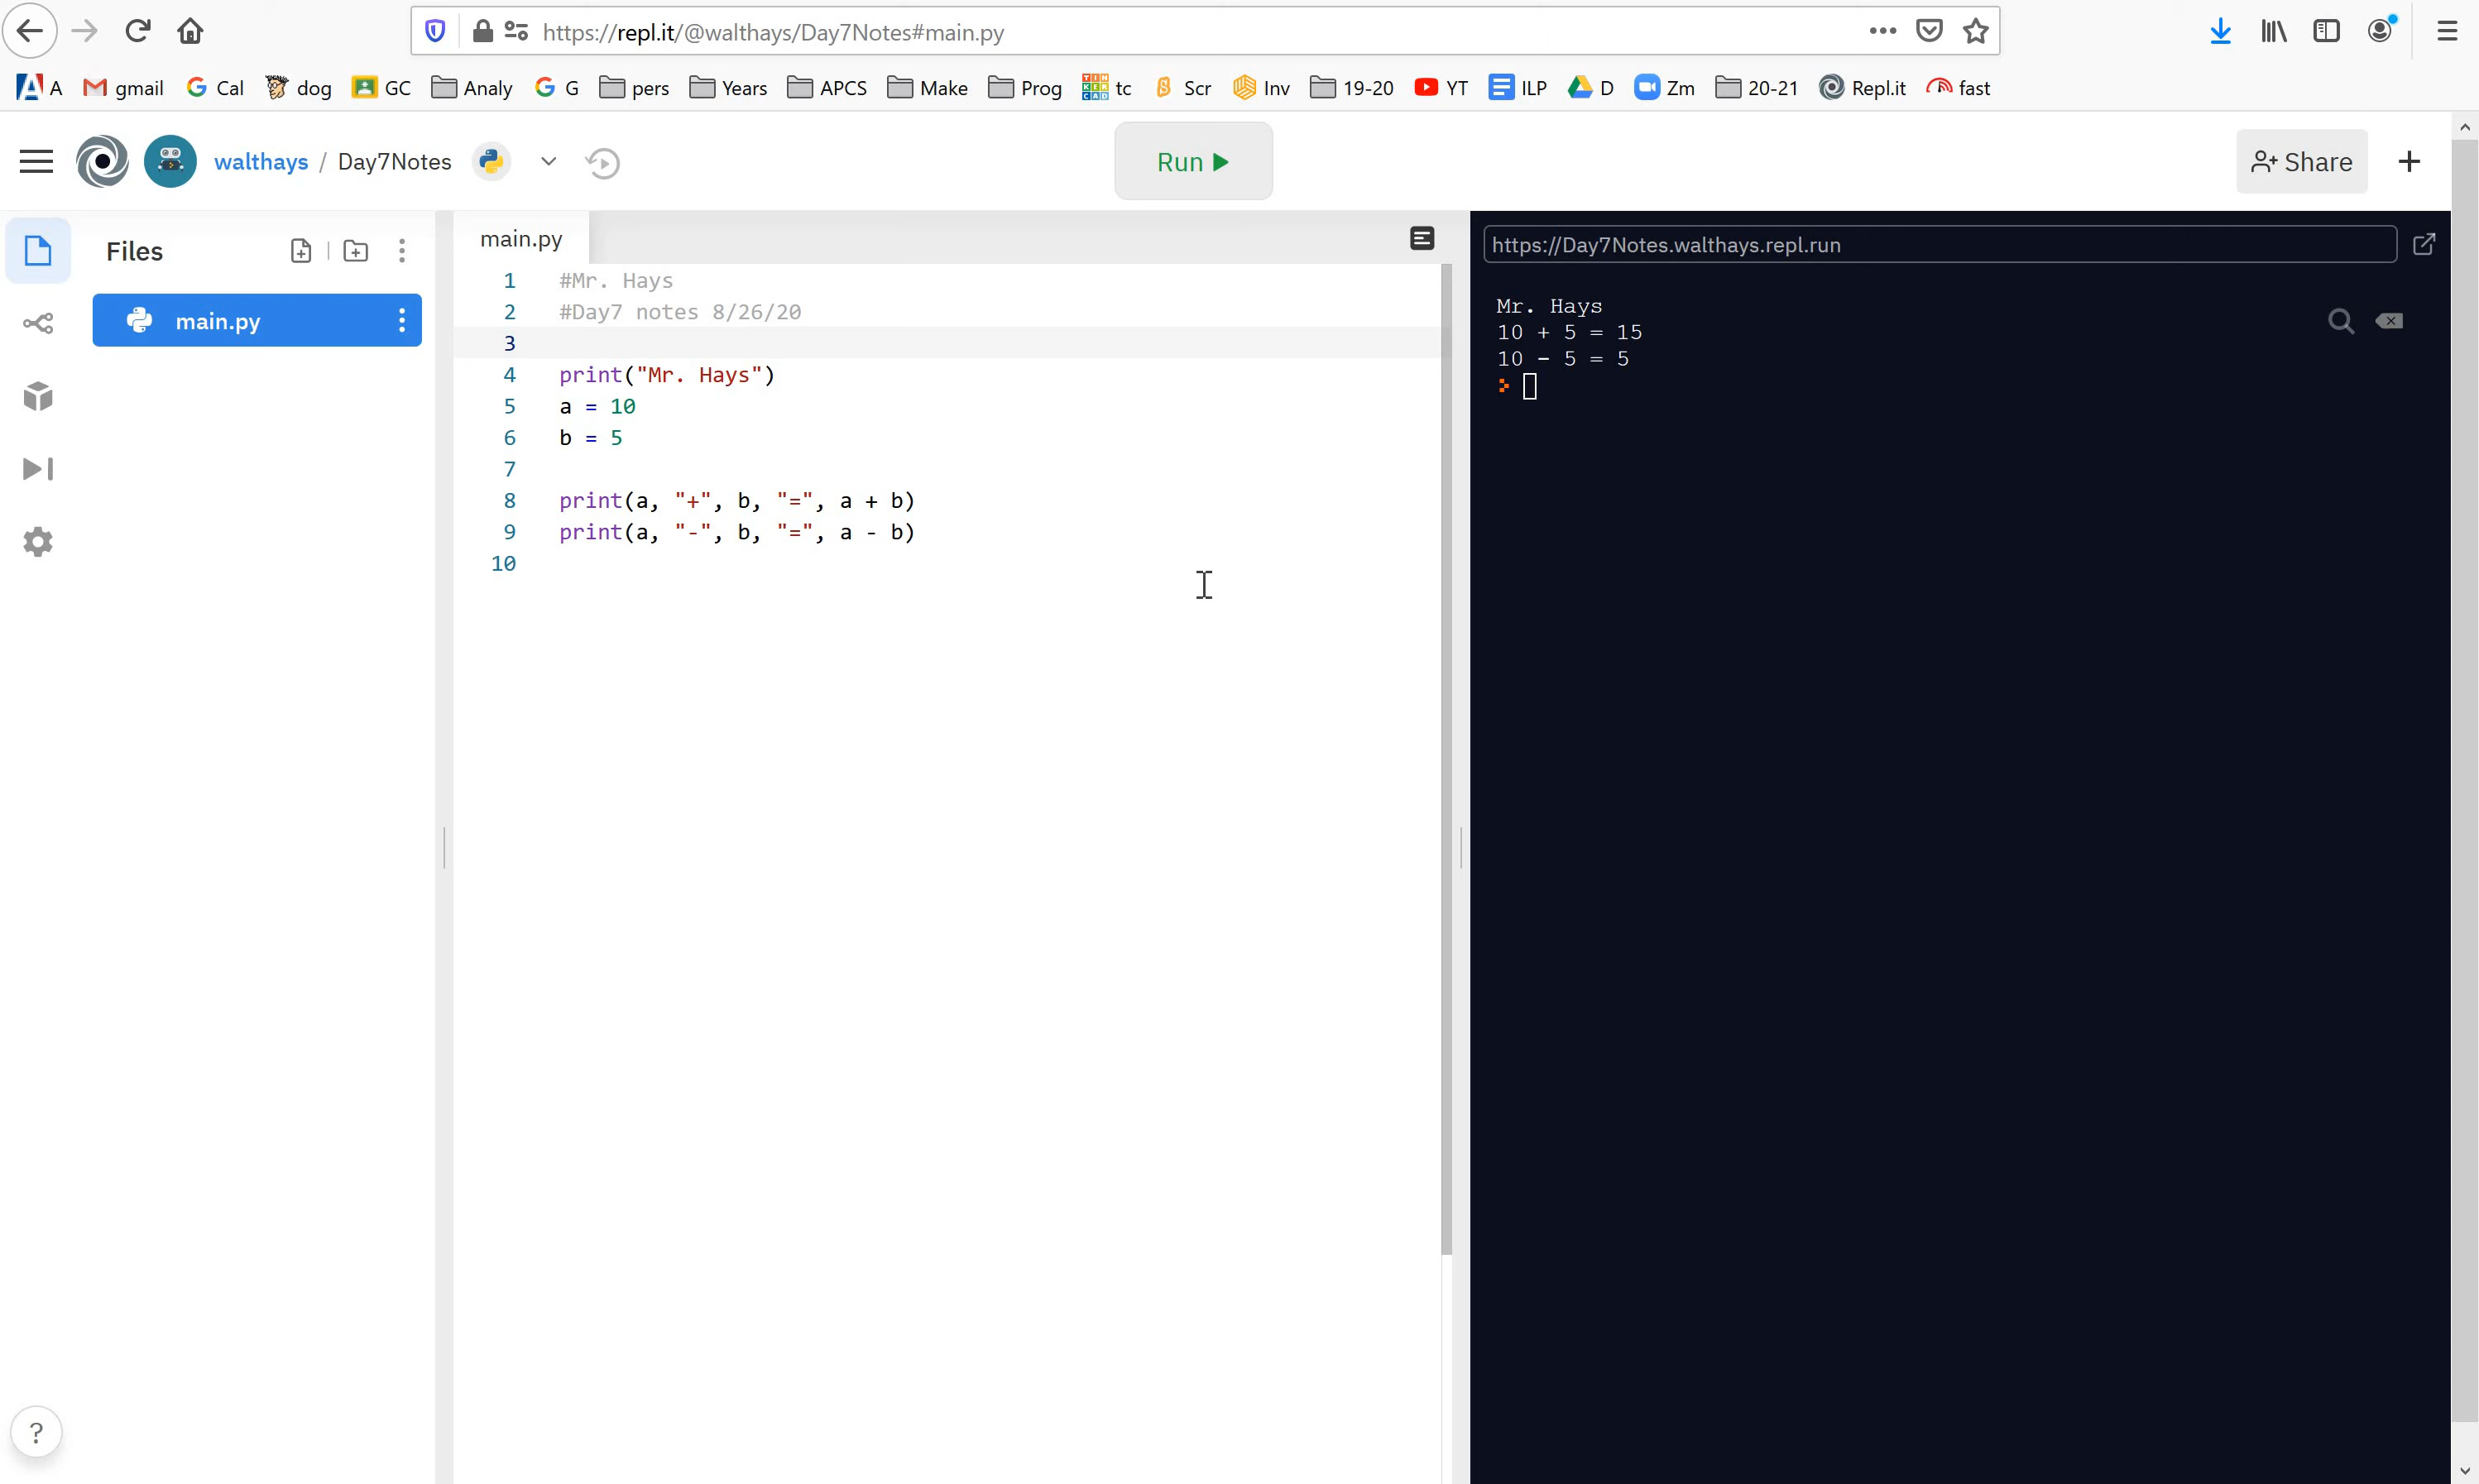 https://repl.it/@walthays/Day7Notes#main.py
A gmail Cal dog GC Analy G pers Years APCS Make Prog tc Scr Inv 19-20 YT ILP D Zm 20-21 Repl.it fast
walthays / Day7Notes
Run
Share
Files
main.py
main.py
https://Day7Notes.walthays.repl.run
1 #Mr. Hays
2 #Day7 notes 8/26/20
3
4 print("Mr. Hays")
5 a = 10
6 b = 5
7
8 print(a, "+", b, "=", a + b)
9 print(a, "-", b, "=", a - b)
10
Mr. Hays
10 + 5 = 15
10 - 5 = 5
?